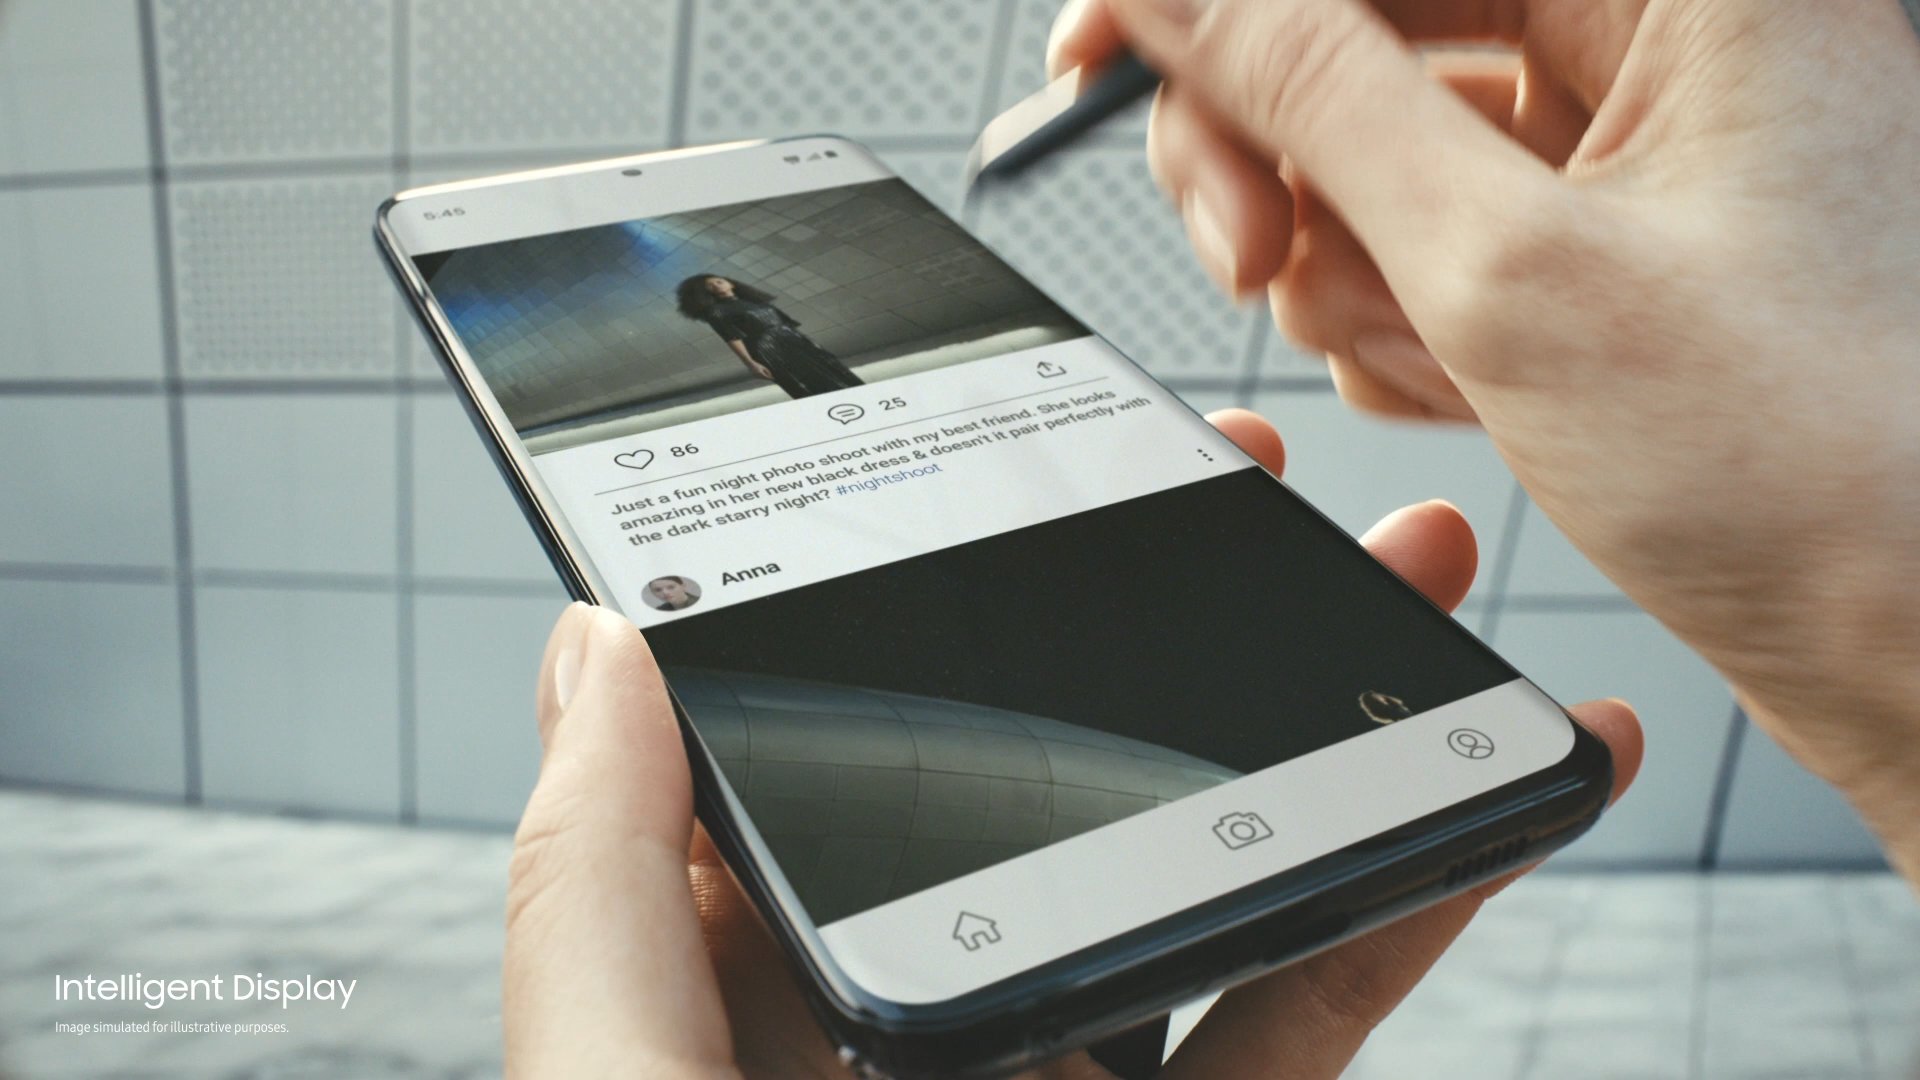 5:45
86
25
Just a fun night photo shoot with my best friend. She looks
amazing in her new black dress & doesn't it pair perfectly with
the dark starry night? #nightshoot
Anna
Intelligent Display
Image simulated for illustrative purposes.